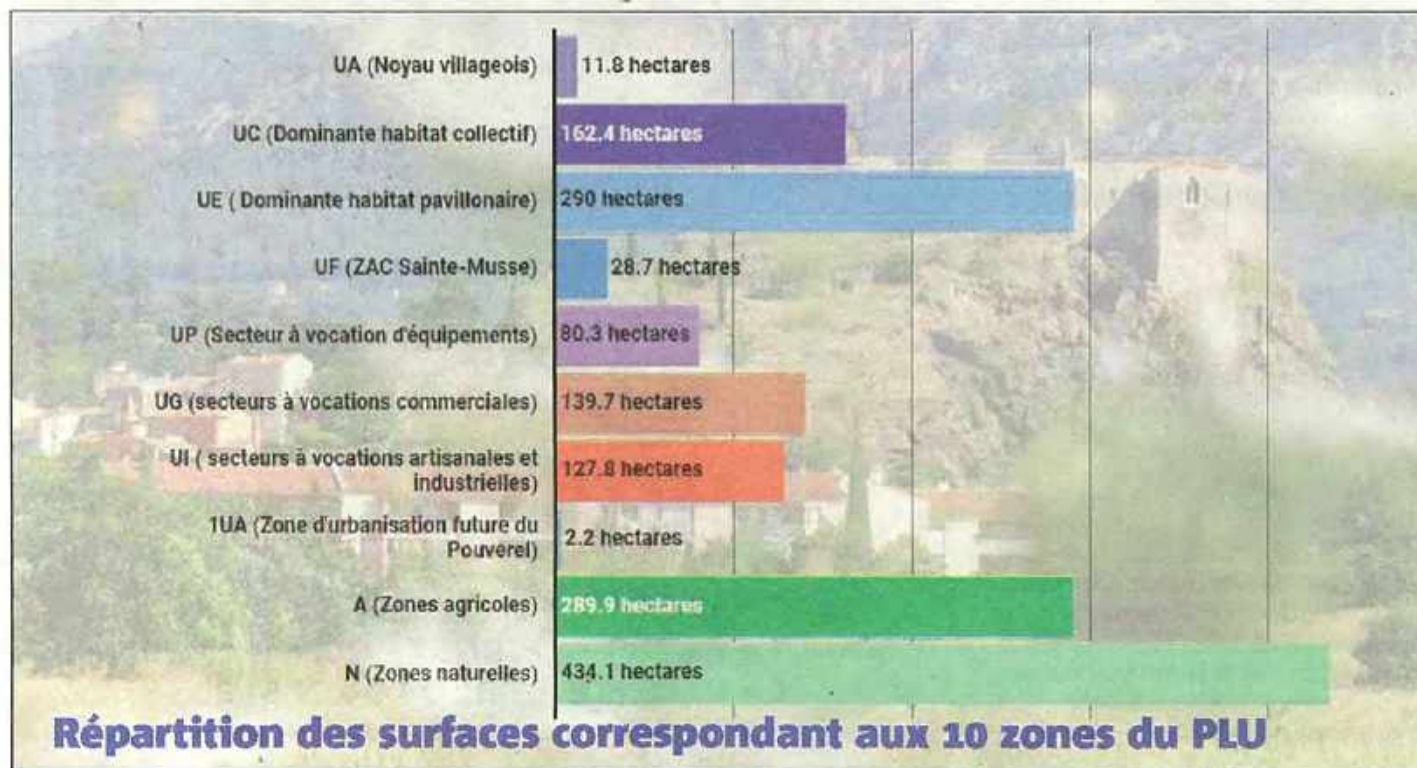 UA (Noyau villageois)
11.8 hectares
UC (Dominante habitat collectif)
162.4 hectares
UE ( Dominante habitat pavillonaire)
290 hectares
UF (ZAC Sainte-Musse)
28.7 hectares
UP (Secteur à vocation d'équipements)
80.3 hectares
UG (secteurs à vocations commerciales)
139.7 hectares
UI ( secteurs à vocations artisanales et
industrielles)
127.8 hectares
1UA (Zone d'urbanisation future du
Pouverel)
2.2 hectares
A (Zones agricoles)
289.9 hectares
N (Zones naturelles)
434.1 hectares
Répartition des surfaces correspondant aux 10 zones du PLU